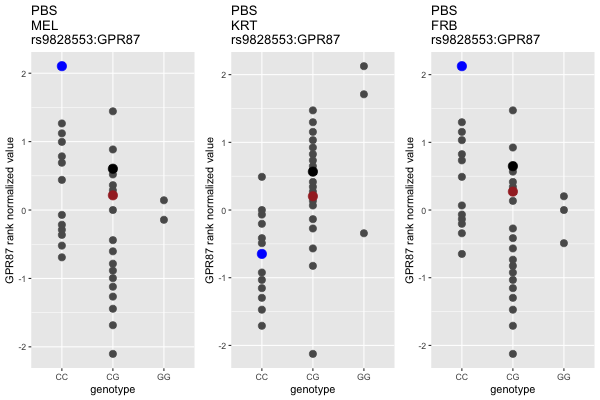 PBS
MEL
rs9828553:GPR87
GPR87 rank normalized value
2
1
0
-1
-2
CC
CG
GG
genotype
PBS
KRT
rs9828553:GPR87
GPR87 rank normalized value
2
1
0
-1
-2
CC
CG
GG
genotype
PBS
FRB
rs9828553:GPR87
GPR87 rank normalized value
2
1
0
-1
-2
CC
CG
GG
genotype